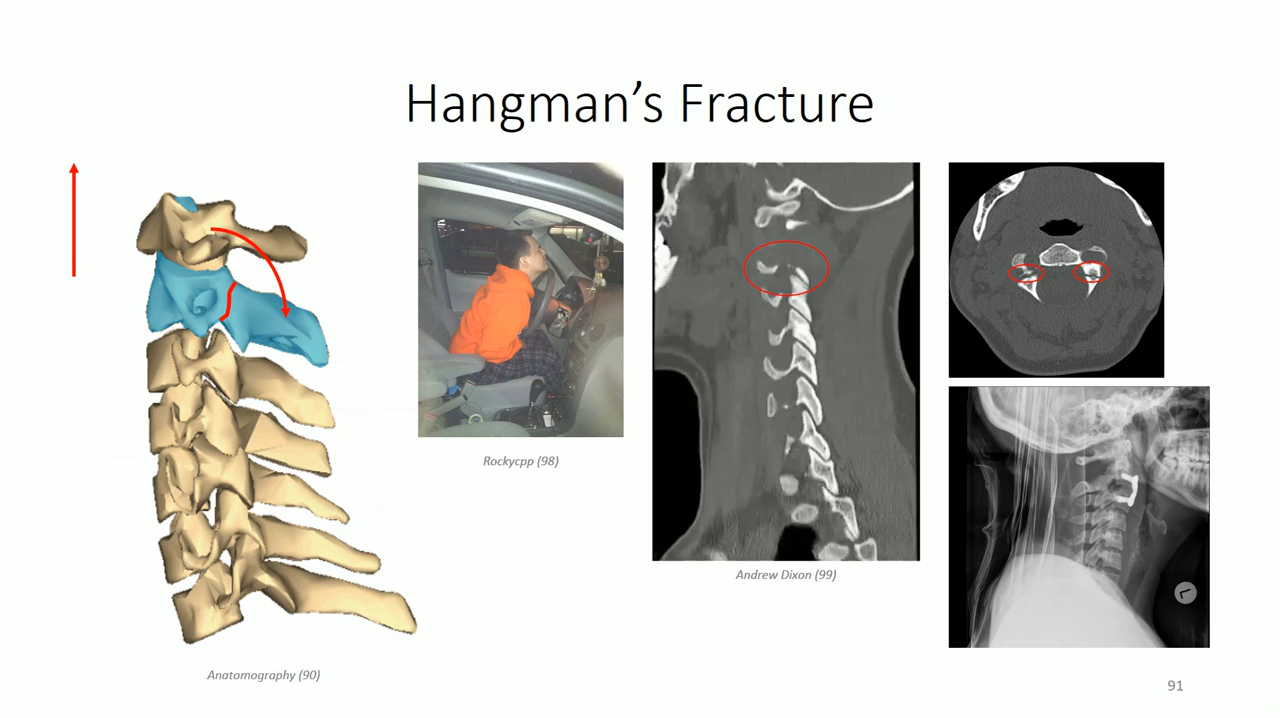 Hangman's Fracture
Rockycpp (98)
Andrew Dixon (99)
Anatomography (90)
L
91